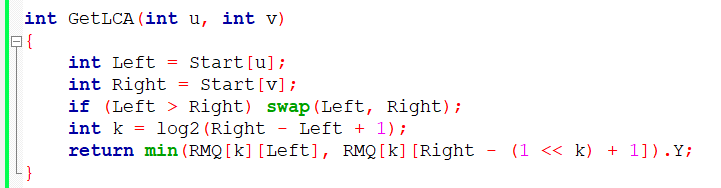 int GetLCA(int u, int v)
{
    int Left = Start[u];
    int Right = Start[v];
    if (Left > Right) swap(Left, Right);
    int k = log2(Right - Left + 1);
    return min(RMQ[k][Left], RMQ[k][Right - (1 << k) + 1]).Y;
}